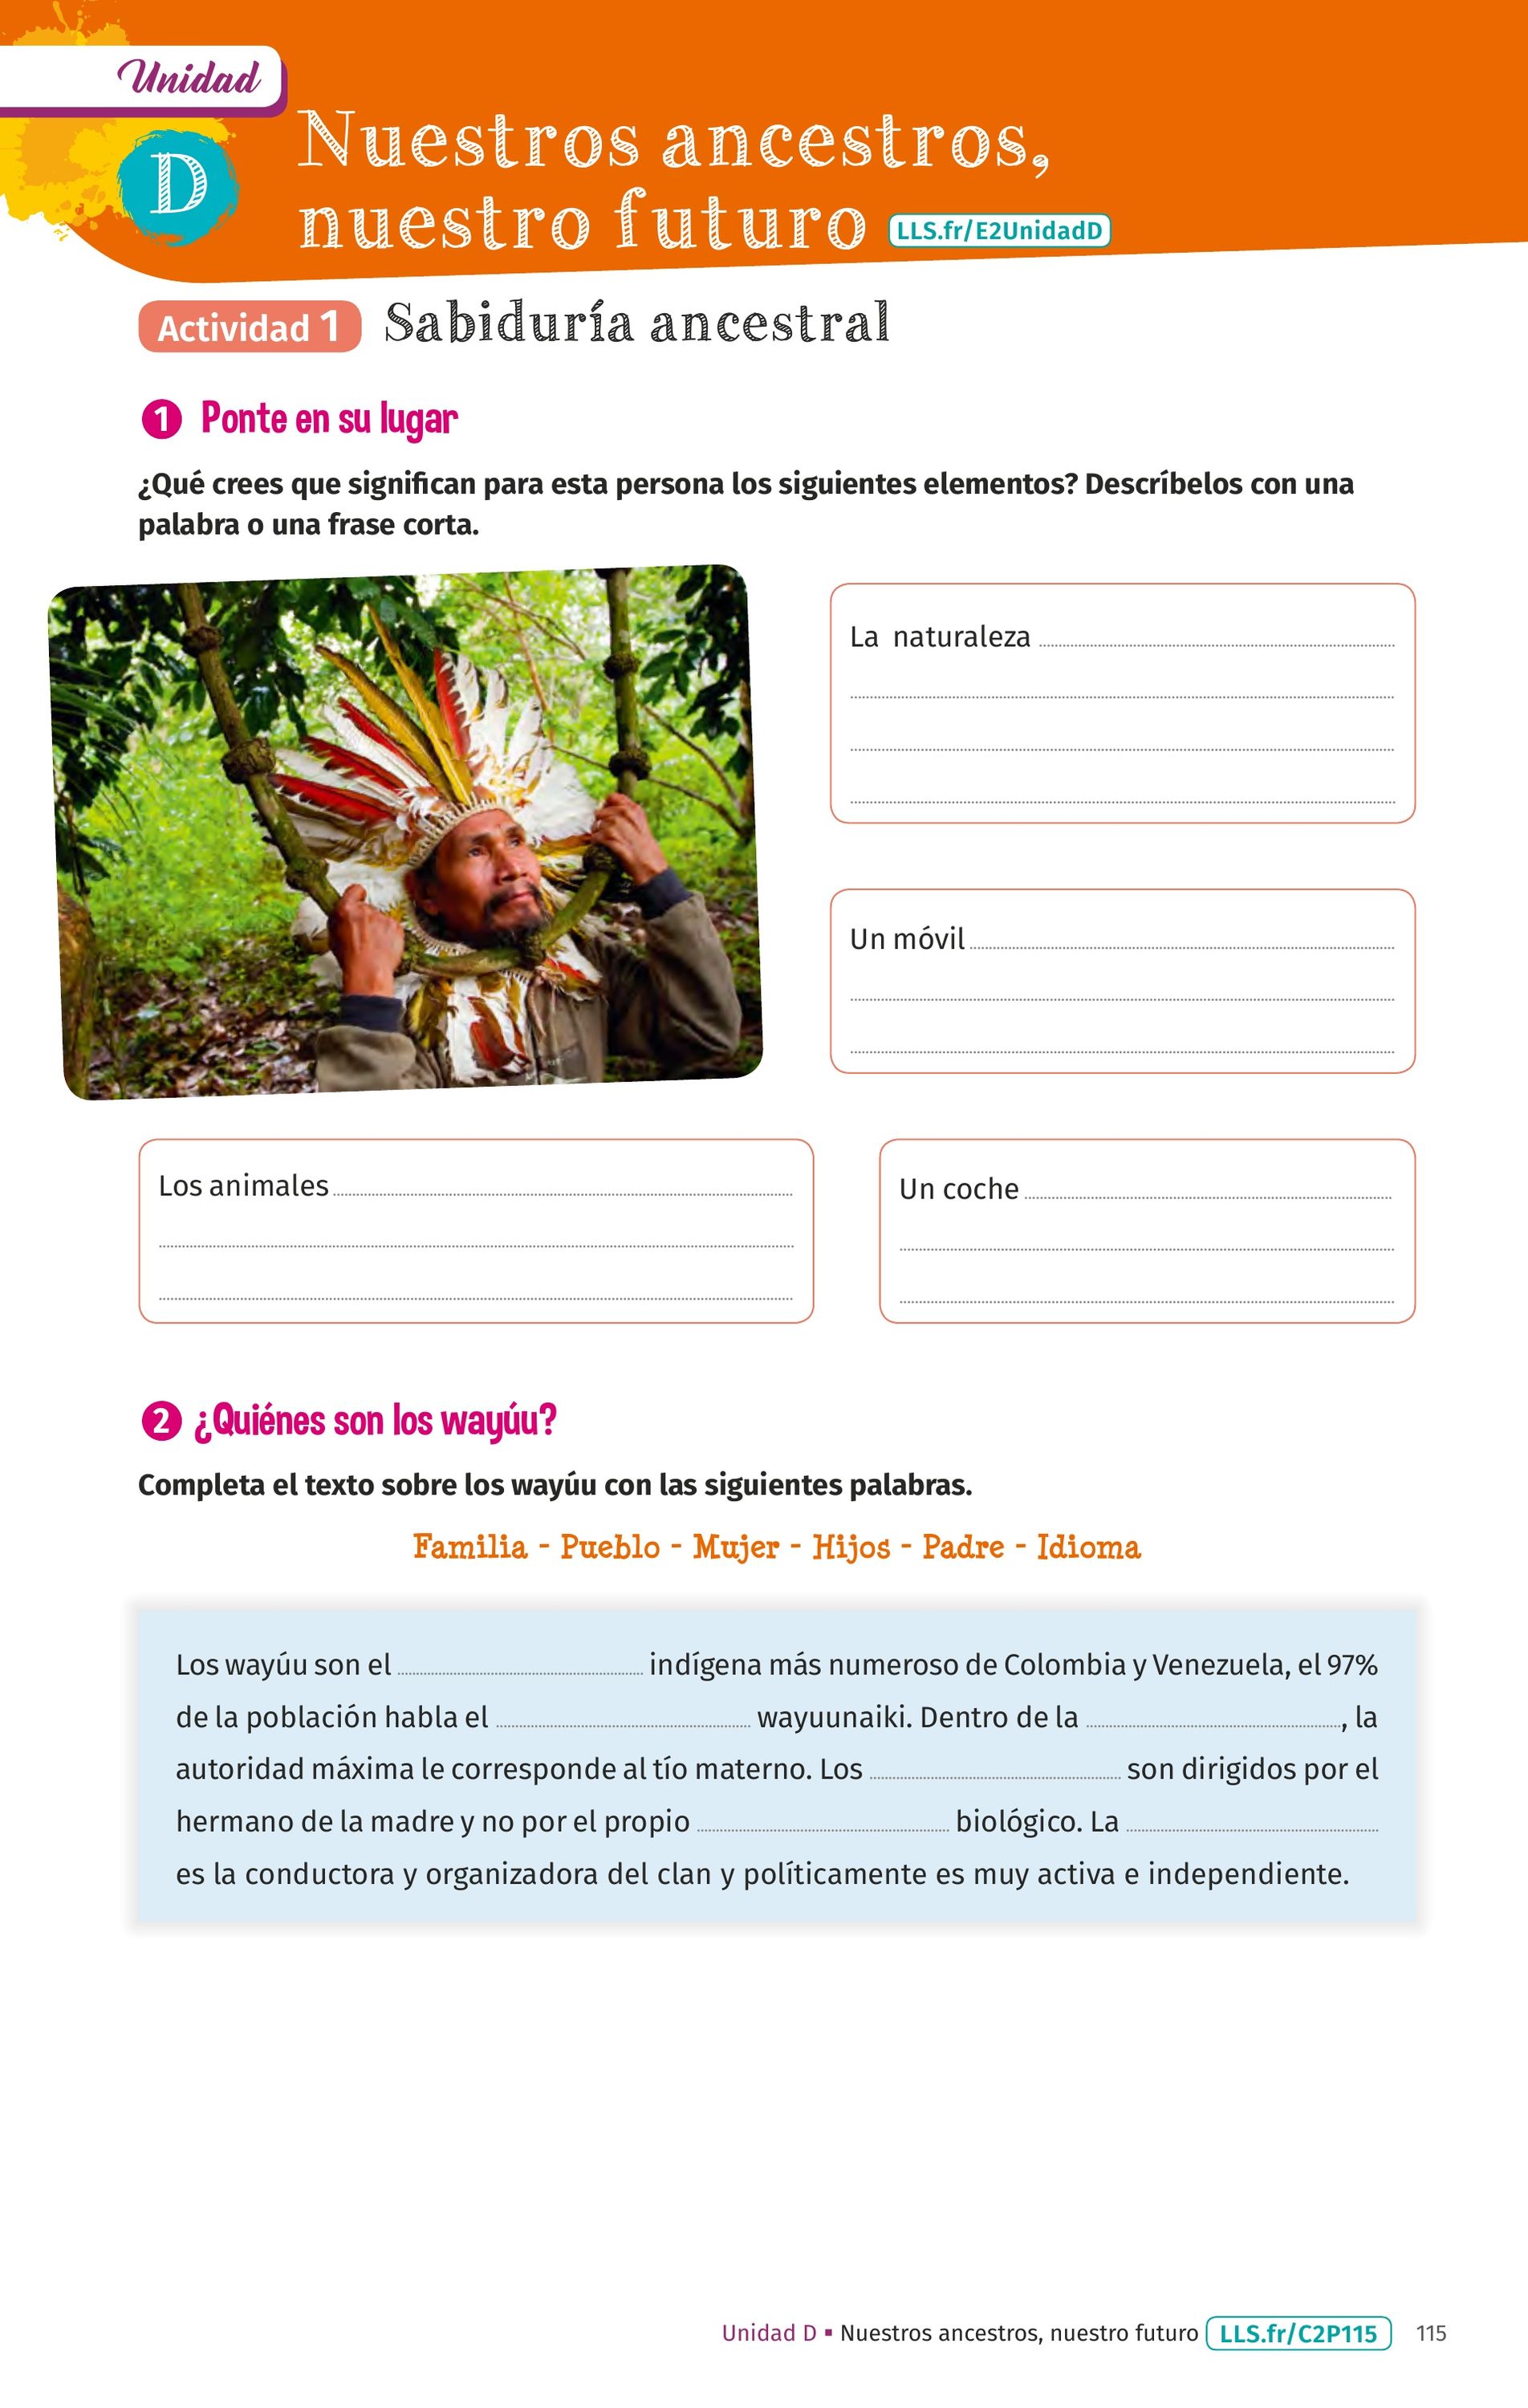 Unidad
D
Nuestros ancestros,
nuestro futuro LLS.fr/E2UnidadD
Actividad 1 Sabiduría ancestral
1 Ponte en su lugar
¿Qué crees que significan para esta persona los siguientes elementos? Descríbelos con una
palabra o una frase corta.
La naturaleza
Un móvil
Los animales
Un coche
2 ¿Quiénes son los wayúu?
Completa el texto sobre los wayúu con las siguientes palabras.
Familia - Pueblo - Mujer - Hijos - Padre - Idioma
Los wayúu son el ........ indígena más numeroso de Colombia y Venezuela, el 97%
de la población habla el ........ wayuunaiki. Dentro de la ........, la
autoridad máxima le corresponde al tío materno. Los ........ son dirigidos por el
hermano de la madre y no por el propio ........ biológico. La ........
es la conductora y organizadora del clan y políticamente es muy activa e independiente.
Unidad D ▪ Nuestros ancestros, nuestro futuro LLS.fr/C2P115 115